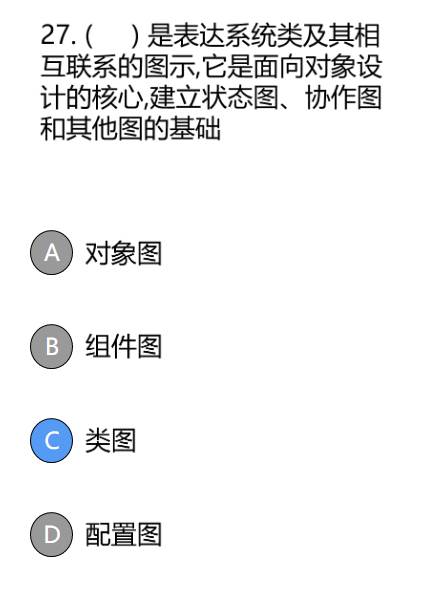 27. (     ) 是表达系统类及其相
互联系的图示,它是面向对象设
计的核心,建立状态图、协作图
和其他图的基础
A 对象图
B 组件图
C 类图
D 配置图